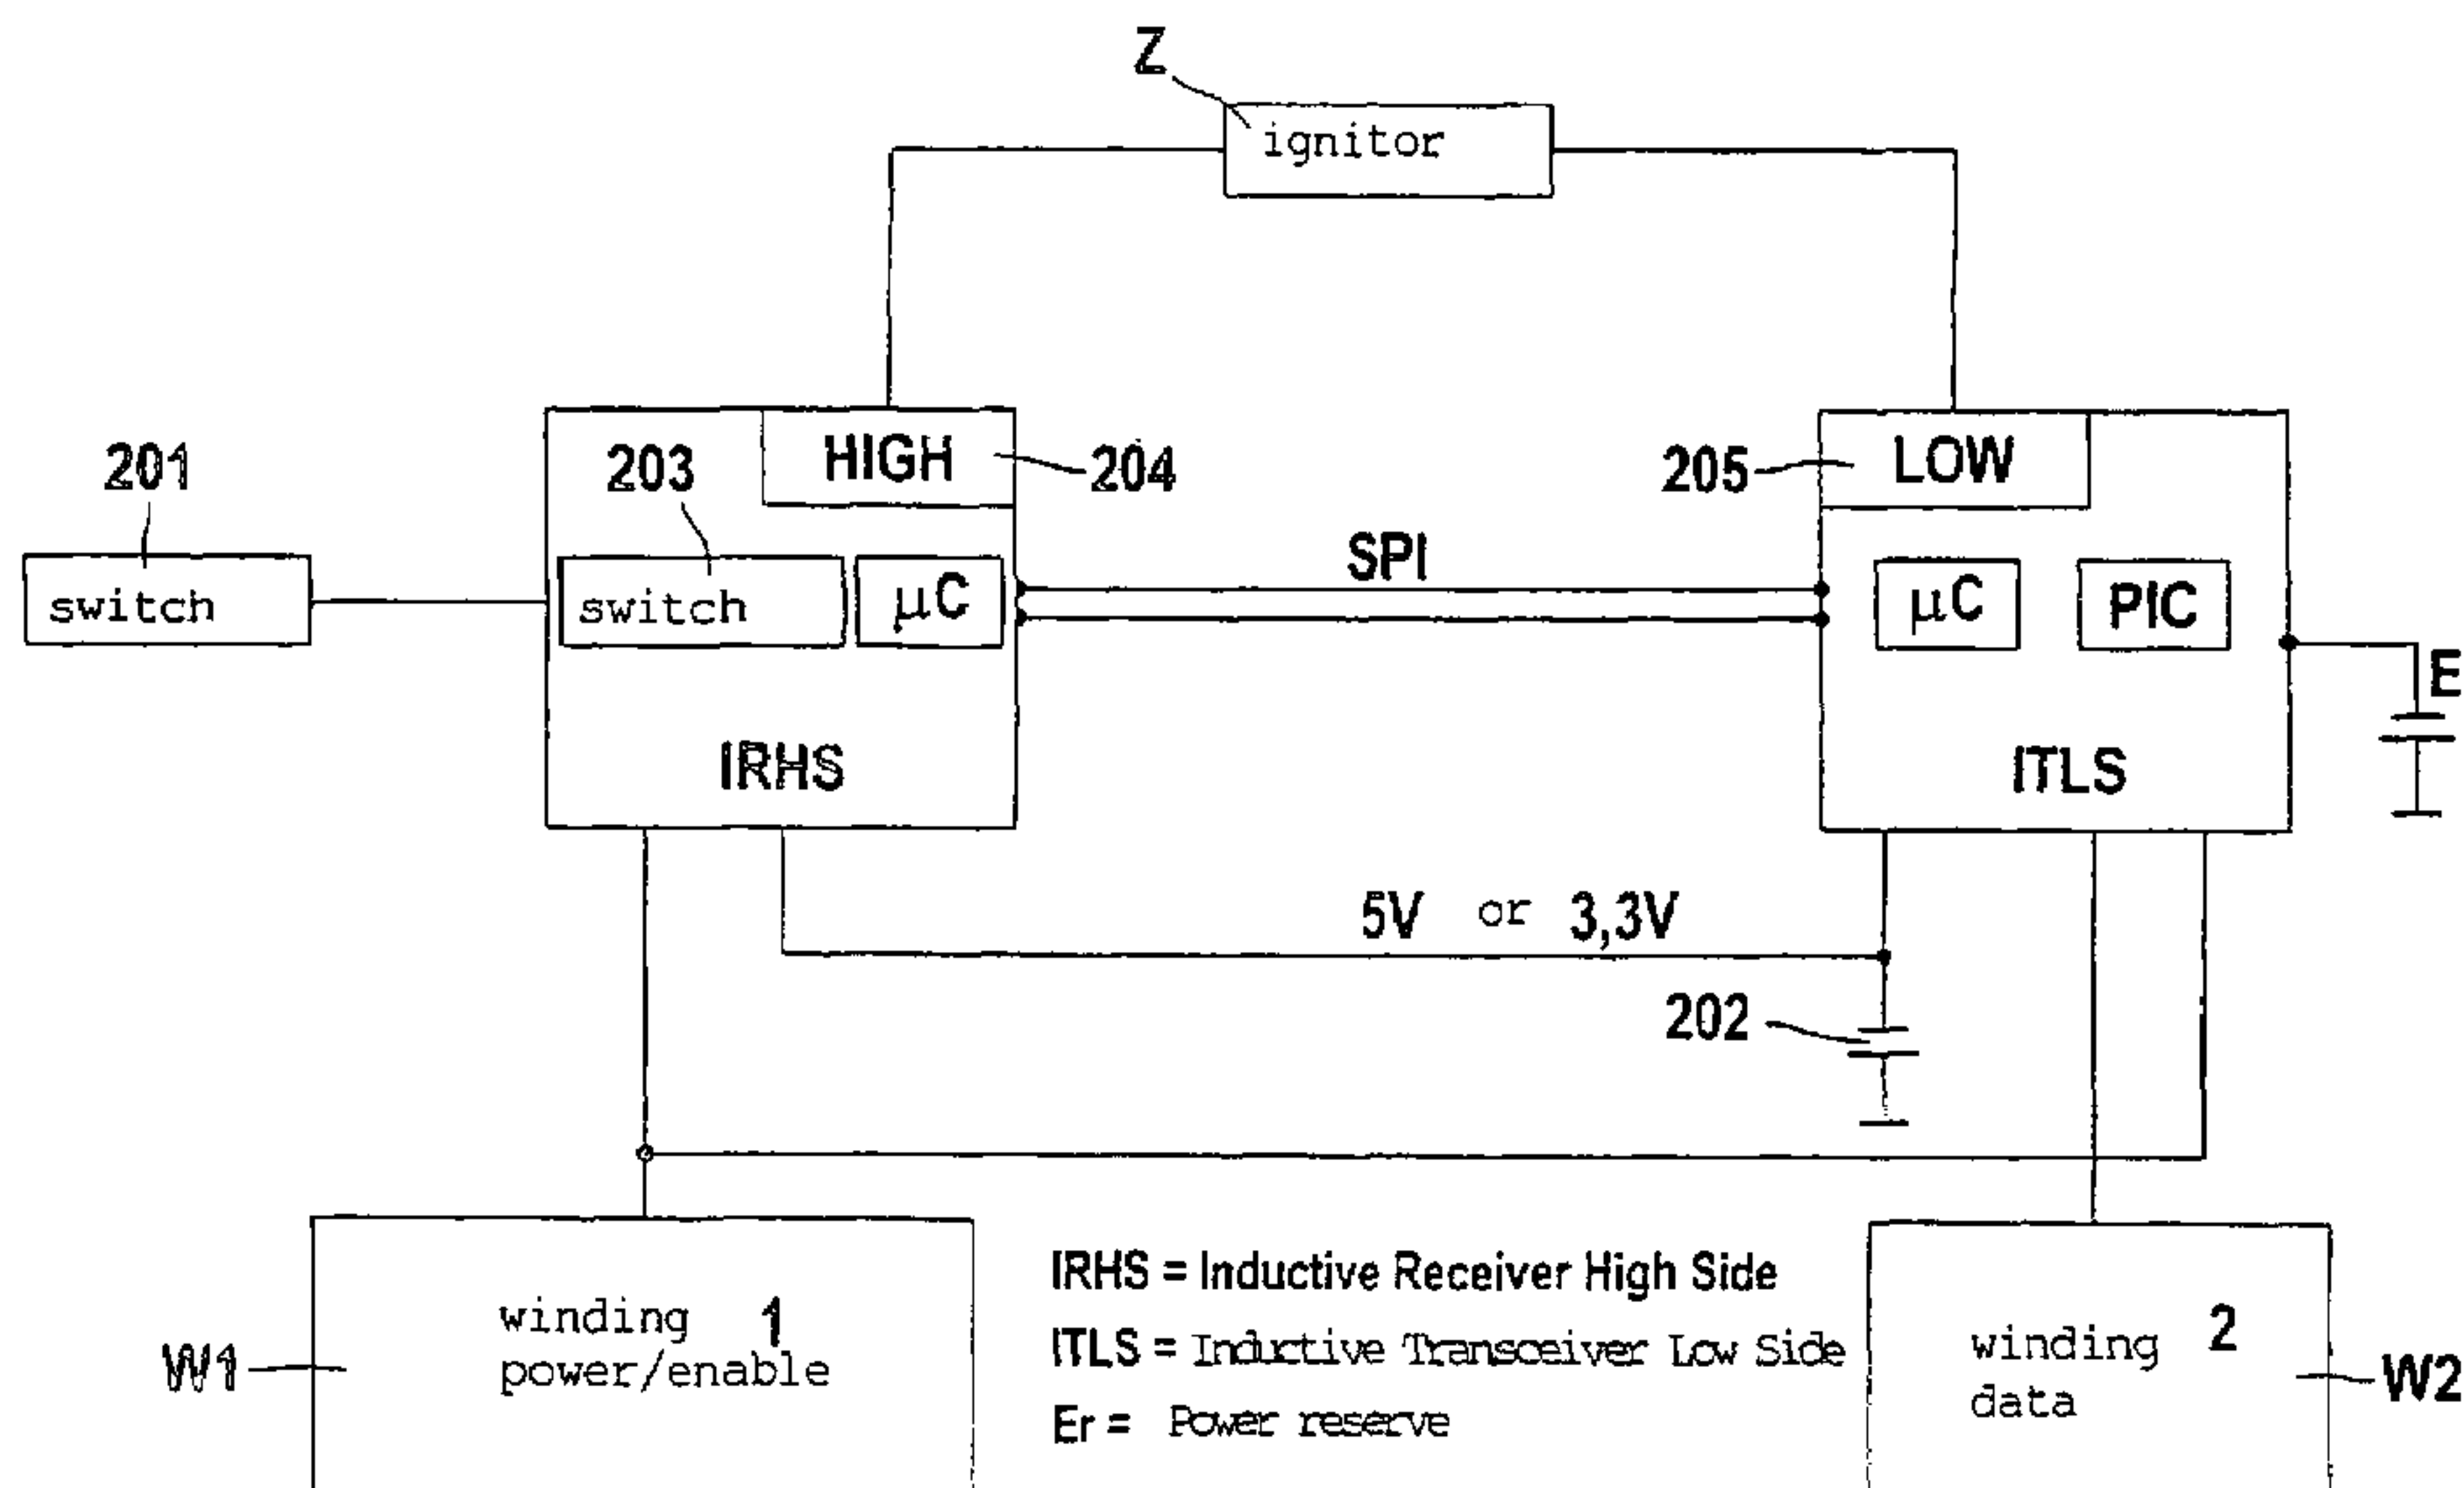 Z
ignitor
201
203
HIGH
204
205
LOW
switch
switch
µC
SPI
µC
PIC
E
IRHS
ITLS
5V or 3,3V
202
winding 1
power/enable
W1
IRHS = Inductive Receiver High Side
ITLS = Inductive Transceiver Low Side
Er = Power reserve
winding 2
data
W2